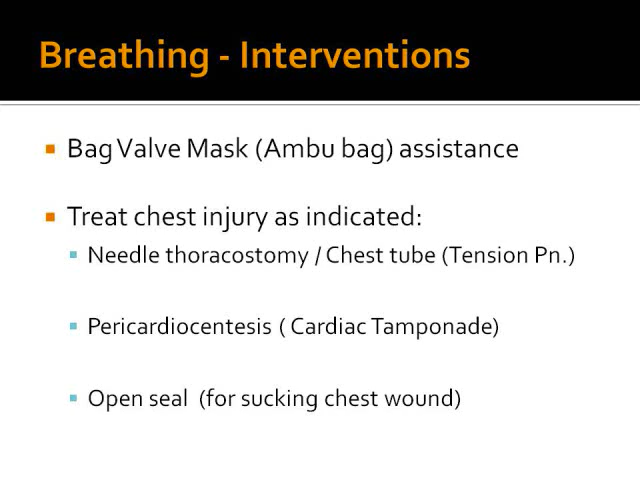 Breathing - Interventions
Bag Valve Mask (Ambu bag) assistance
Treat chest injury as indicated:
Needle thoracostomy / Chest tube (Tension Pn.)
Pericardiocentesis ( Cardiac Tamponade)
Open seal  (for sucking chest wound)